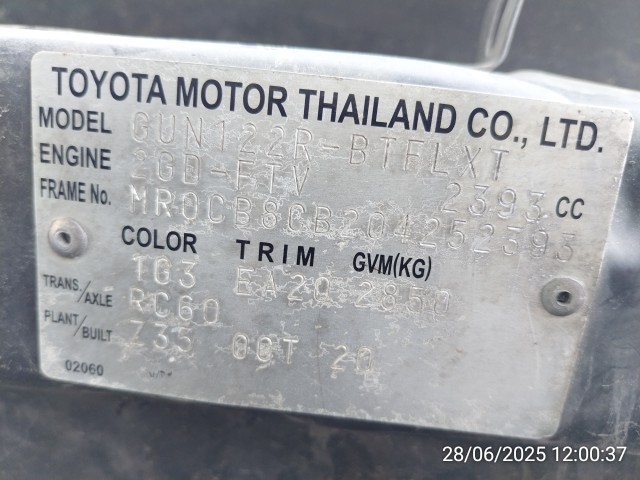 TOYOTA MOTOR THAILAND CO., LTD.
MODEL GUN122R-BTFLXT
ENGINE 2GD-FTV 2393 CC
FRAME No. MR0CB8CB204252393
COLOR TRIM GVM(KG)
1G3 EA20 2850
TRANS./AXLE RC60
PLANT/BUILT Z35 OCT 20
02060
28/06/2025 12:00:37